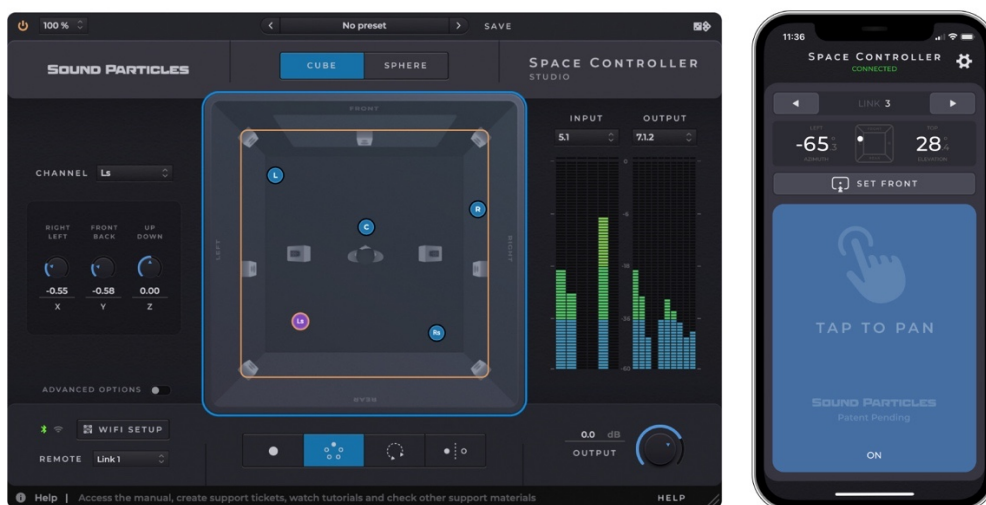 100 %
No preset
SAVE
SOUND PARTICLES
CUBE
SPHERE
SPACE CONTROLLER
STUDIO
CHANNEL Ls
RIGHT LEFT
FRONT BACK
UP DOWN
-0.55
-0.58
0.00
X
Y
Z
ADVANCED OPTIONS
FRONT
LEFT
RIGHT
REAR
L
R
C
Ls
Rs
INPUT
OUTPUT
5.1
7.1.2
WIFI SETUP
REMOTE Link 1
0.0 dB
OUTPUT
Help | Access the manual, create support tickets, watch tutorials and check other support materials
HELP
11:36
SPACE CONTROLLER
CONNECTED
LINK 3
LEFT
-65
AZIMUTH
28
ELEVATION
SET FRONT
TAP TO PAN
SOUND PARTICLES
Patent Pending
ON